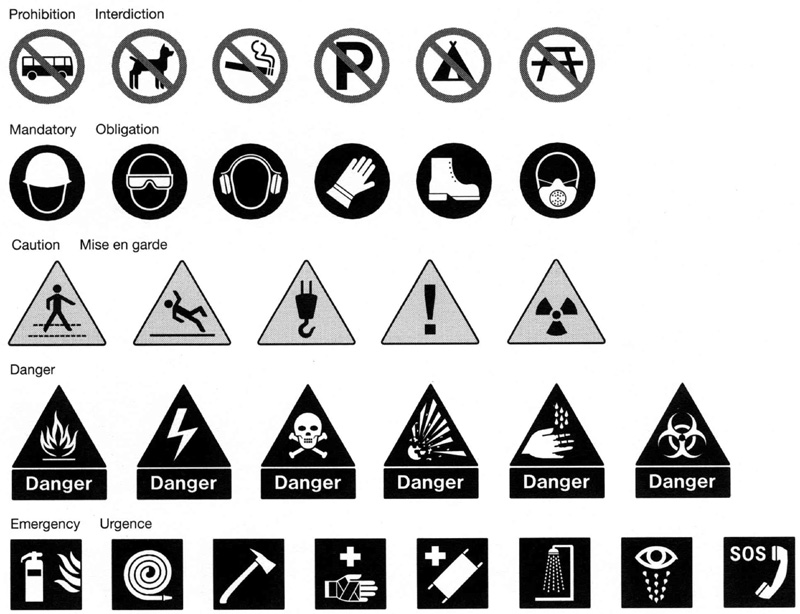 Prohibition Interdiction
P
Mandatory Obligation
Caution Mise en garde
!
Danger
Danger Danger Danger Danger Danger Danger
Emergency Urgence
SOS